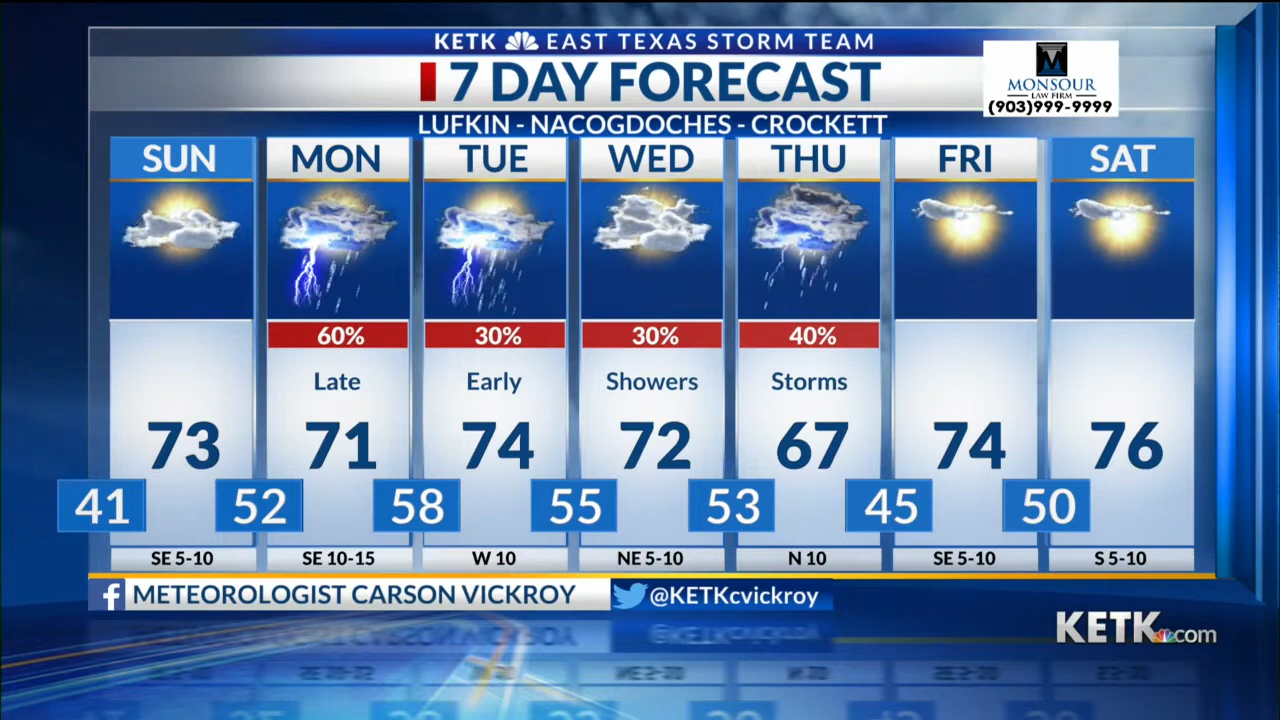 KETK EAST TEXAS STORM TEAM
7 DAY FORECAST
M
MONSOUR
LAW FIRM
(903)999-9999
LUFKIN - NACOGDOCHES - CROCKETT
SUN MON TUE WED THU FRI SAT
60% 30% 30% 40%
Late Early Showers Storms
73 71 74 72 67 74 76
41 52 58 55 53 45 50
SE 5-10 SE 10-15 W 10 NE 5-10 N 10 SE 5-10 S 5-10
f METEOROLOGIST CARSON VICKROY @KETKcvickroy
KETK.com